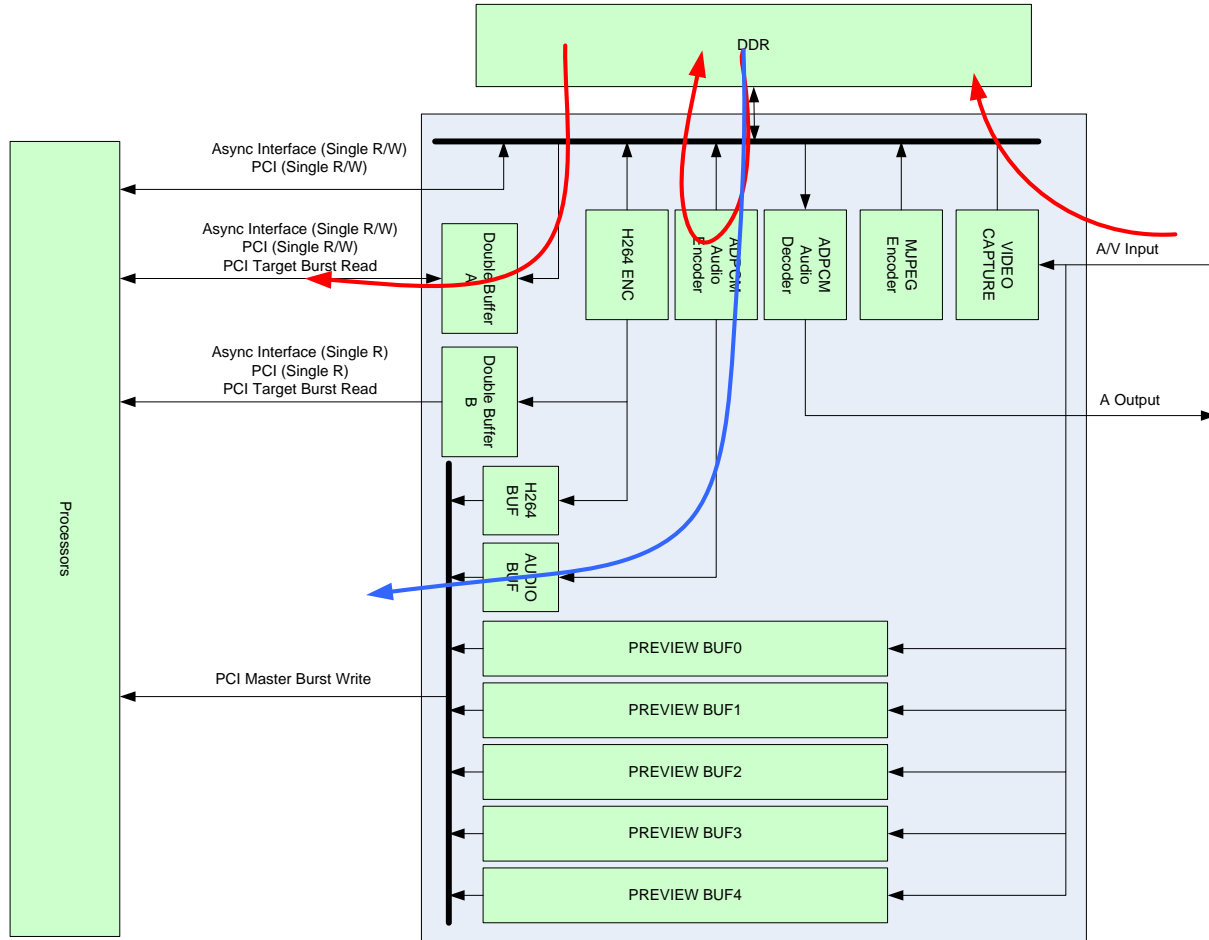 DDR
Async Interface (Single R/W)
PCI (Single R/W)
Async Interface (Single R/W)
PCI (Single R/W)
PCI Target Burst Read
Double Buffer
A
H264 ENC
ADPCM
Audio
Encoder
ADPCM
Audio
Decoder
MJPEG
Encoder
VIDEO
CAPTURE
A/V Input
Async Interface (Single R)
PCI (Single R)
PCI Target Burst Read
Double Buffer
B
A Output
H264
BUF
Processors
AUDIO
BUF
PREVIEW BUF0
PCI Master Burst Write
PREVIEW BUF1
PREVIEW BUF2
PREVIEW BUF3
PREVIEW BUF4